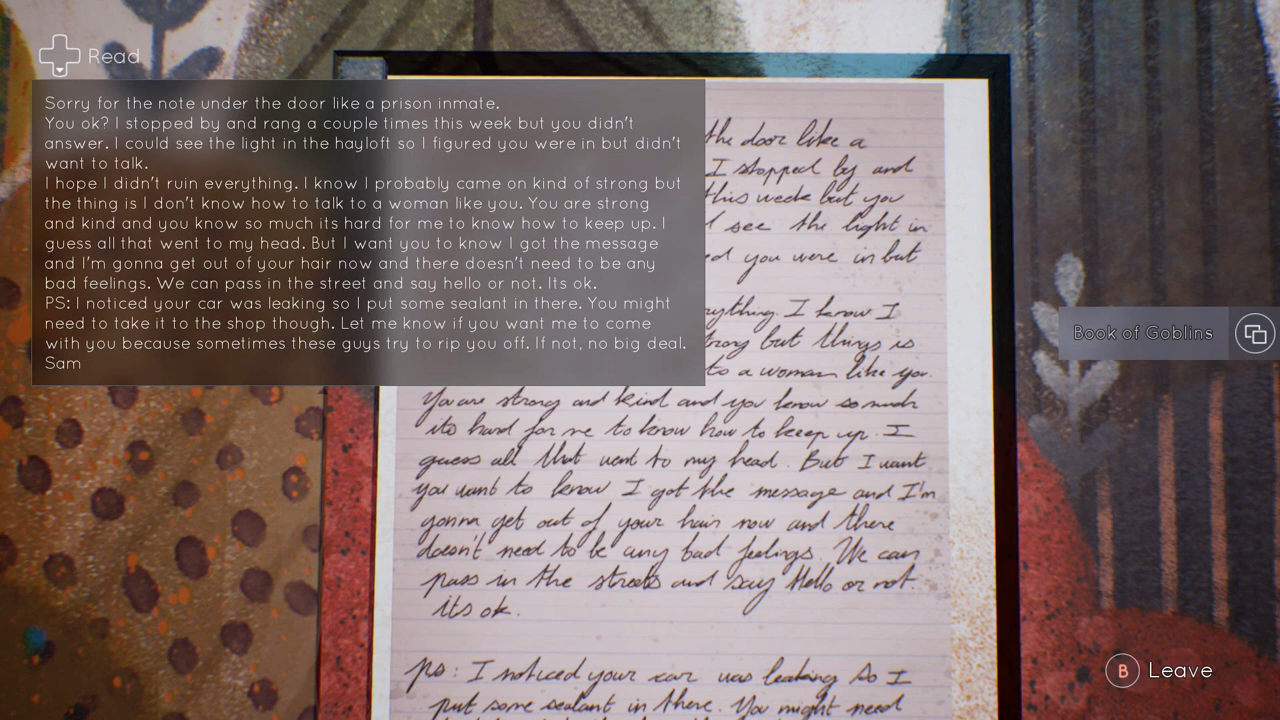 Read
Sorry for the note under the door like a prison inmate.
You ok? I stopped by and rang a couple times this week but you didn't
answer. I could see the light in the hayloft so I figured you were in but didn't
want to talk.
I hope I didn't ruin everything. I know I probably came on kind of strong but
the thing is I don't know how to talk to a woman like you. You are strong
and kind and you know so much its hard for me to know how to keep up. I
guess all that went to my head. But I want you to know I got the message
and I'm gonna get out of your hair now and there doesn't need to be any
bad feelings. We can pass in the street and say hello or not. Its ok.
PS: I noticed your car was leaking so I put some sealant in there. You might
need to take it to the shop though. Let me know if you want me to come
with you because sometimes these guys try to rip you off. If not, no big deal.
Sam
the door like a
I stopped by and
this week but you
see the light in
you were in but
I know I
but things is
to a woman like you.
You are strong and kind and you know so much
its hard for me to know how to keep up. I
guess all that went to my head. But I want
you want to know I got the message and I'm
gonna get out of your hair now and there
doesn't need to be any bad feelings. We can
pass in the streets and say Hello or not.
its ok.
ps: I noticed your car was leaking so I
put some sealant in there. You might need
Book of Goblins
B Leave